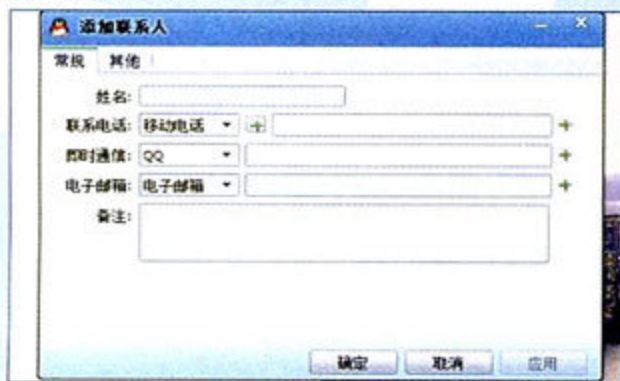 添加联系人
常规 其他
姓名:
联系电话: 移动电话
即时通信: QQ
电子邮箱: 电子邮箱
备注:
确定 取消 应用